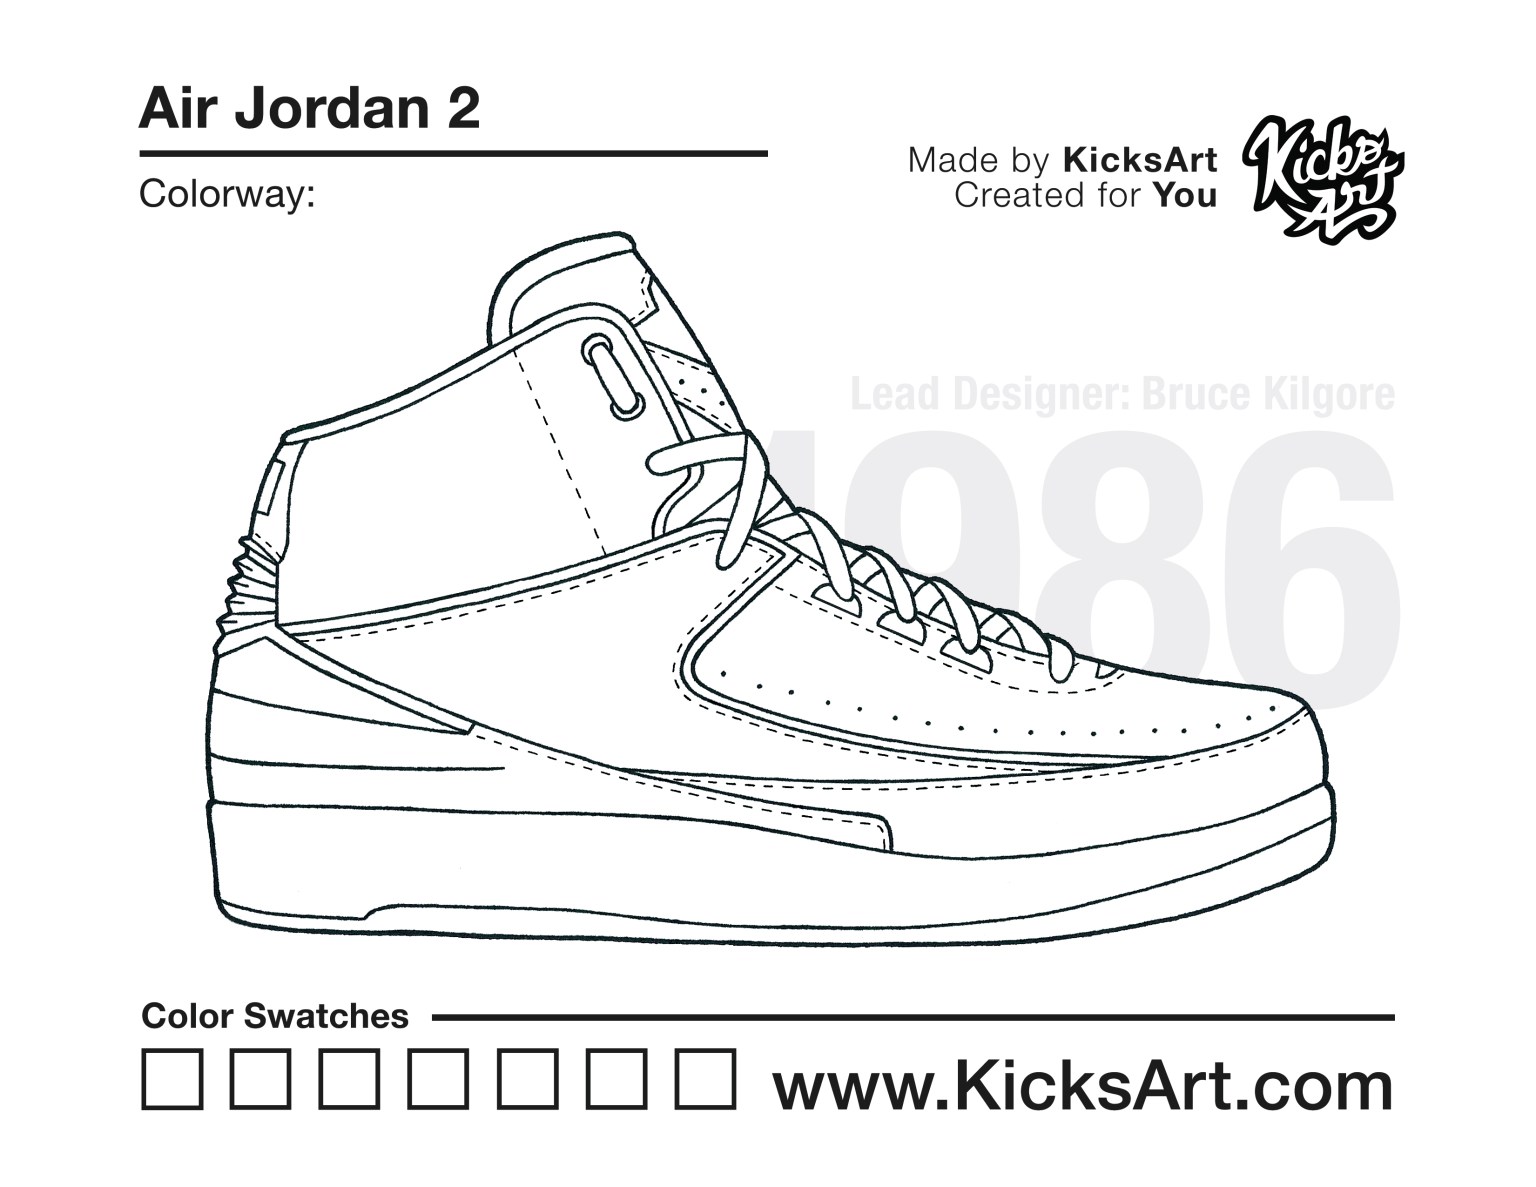 Air Jordan 2
Colorway:
Made by KicksArt
Created for You
Kicks
Art
Lead Designer: Bruce Kilgore
1986
Color Swatches
www.KicksArt.com